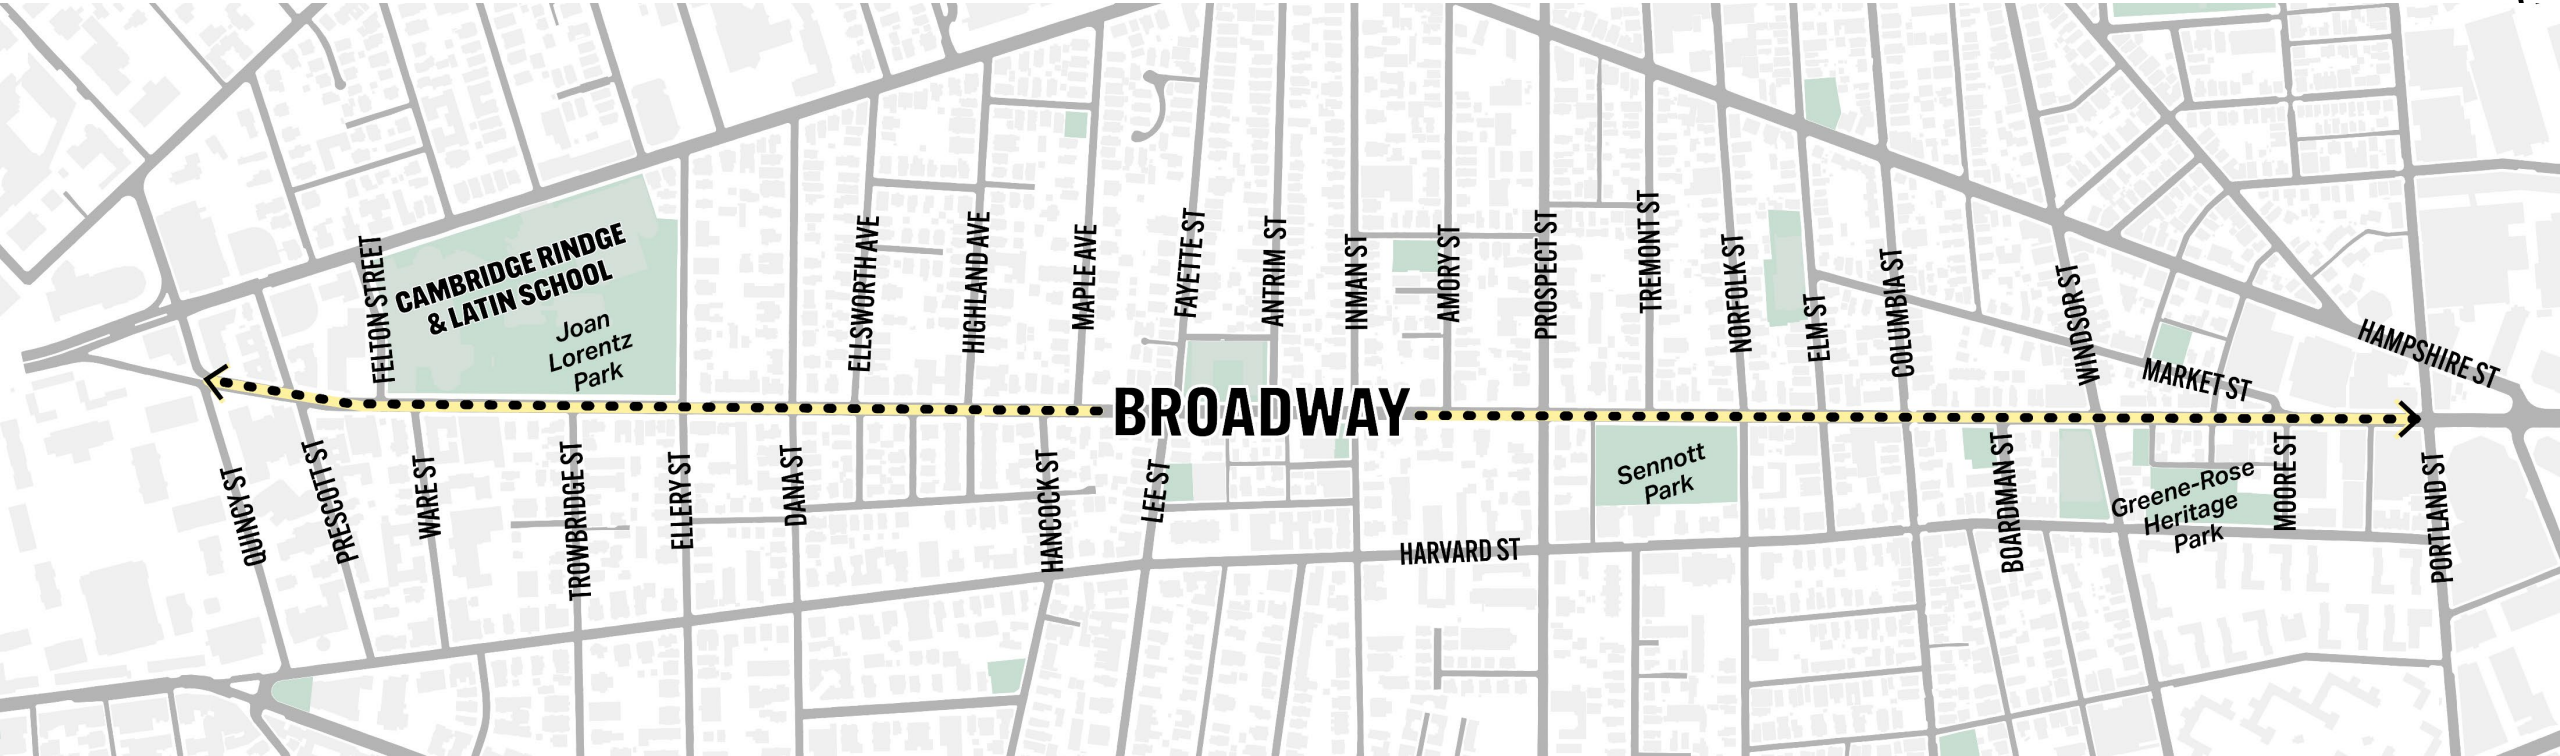 FELTON STREET
CAMBRIDGE RINDGE
& LATIN SCHOOL
Joan
Lorentz
Park
ELLSWORTH AVE
HIGHLAND AVE
MAPLE AVE
FAYETTE ST
ANTRIM ST
INMAN ST
AMORY ST
PROSPECT ST
TREMONT ST
NORFOLK ST
ELM ST
COLUMBIA ST
WINDSOR ST
MARKET ST
HAMPSHIRE ST
BROADWAY
QUINCY ST
PRESCOTT ST
WARE ST
TROWBRIDGE ST
ELLERY ST
DANA ST
HANCOCK ST
LEE ST
HARVARD ST
Sennott
Park
BOARDMAN ST
Greene-Rose
Heritage
Park
MOORE ST
PORTLAND ST